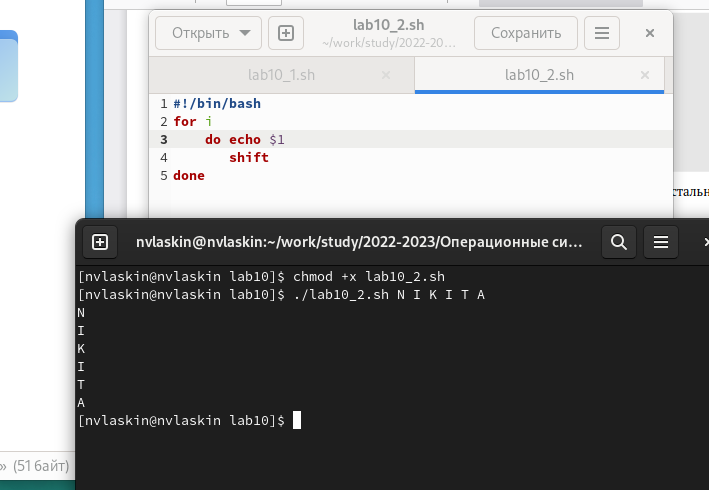 Открыть
lab10_2.sh
~/work/study/2022-20…
Сохранить
lab10_1.sh
lab10_2.sh
1 #!/bin/bash
2 for i
3     do echo $1
4        shift
5 done
nvlaskin@nvlaskin:~/work/study/2022-2023/Операционные си…
[nvlaskin@nvlaskin lab10]$ chmod +x lab10_2.sh
[nvlaskin@nvlaskin lab10]$ ./lab10_2.sh N I K I T A
N
I
K
I
T
A
[nvlaskin@nvlaskin lab10]$
» (51 байт)